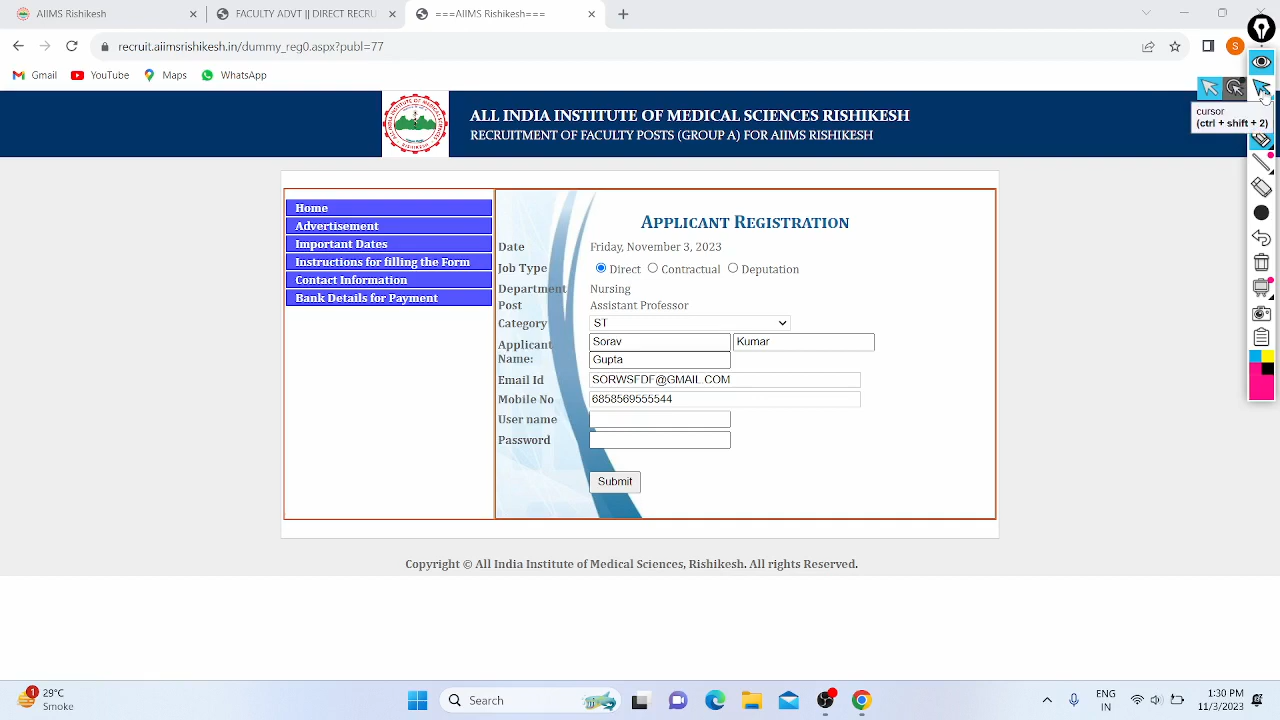 AIIMS Rishikesh
FACULTY ADVT || DIRECT RECRU
===AIIMS Rishikesh===
recruit.aiimsrishikesh.in/dummy_reg0.aspx?publ=77
S
Gmail
YouTube
Maps
WhatsApp
cursor
(ctrl + shift + 2)
ALL INDIA INSTITUTE OF MEDICAL SCIENCES RISHIKESH
RECRUITMENT OF FACULTY POSTS (GROUP A) FOR AIIMS RISHIKESH
Home
Advertisement
Important Dates
Instructions for filling the Form
Contact Information
Bank Details for Payment
APPLICANT REGISTRATION
Date Friday, November 3, 2023
Job Type Direct Contractual Deputation
Department Nursing
Post Assistant Professor
Category ST
Applicant Name: Sorav Kumar
Gupta
Email Id SORWSFDF@GMAIL.COM
Mobile No 6858569555544
User name
Password
Submit
Copyright © All India Institute of Medical Sciences, Rishikesh. All rights Reserved.
1
29°C
Smoke
Search
ENG
IN
1:30 PM
11/3/2023